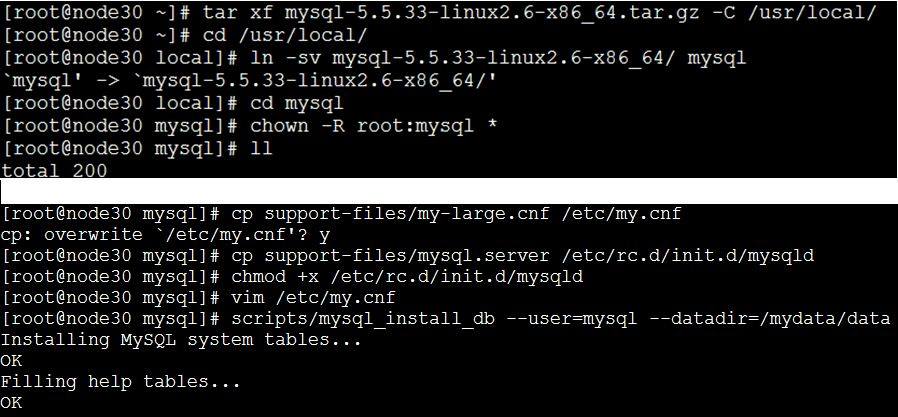 [root@node30 ~]# tar xf mysql-5.5.33-linux2.6-x86_64.tar.gz -C /usr/local/
[root@node30 ~]# cd /usr/local/
[root@node30 local]# ln -sv mysql-5.5.33-linux2.6-x86_64/ mysql
`mysql' -> `mysql-5.5.33-linux2.6-x86_64/'
[root@node30 local]# cd mysql
[root@node30 mysql]# chown -R root:mysql *
[root@node30 mysql]# ll
total 200
[root@node30 mysql]# cp support-files/my-large.cnf /etc/my.cnf
cp: overwrite `/etc/my.cnf'? y
[root@node30 mysql]# cp support-files/mysql.server /etc/rc.d/init.d/mysqld
[root@node30 mysql]# chmod +x /etc/rc.d/init.d/mysqld
[root@node30 mysql]# vim /etc/my.cnf
[root@node30 mysql]# scripts/mysql_install_db --user=mysql --datadir=/mydata/data
Installing MySQL system tables...
OK
Filling help tables...
OK